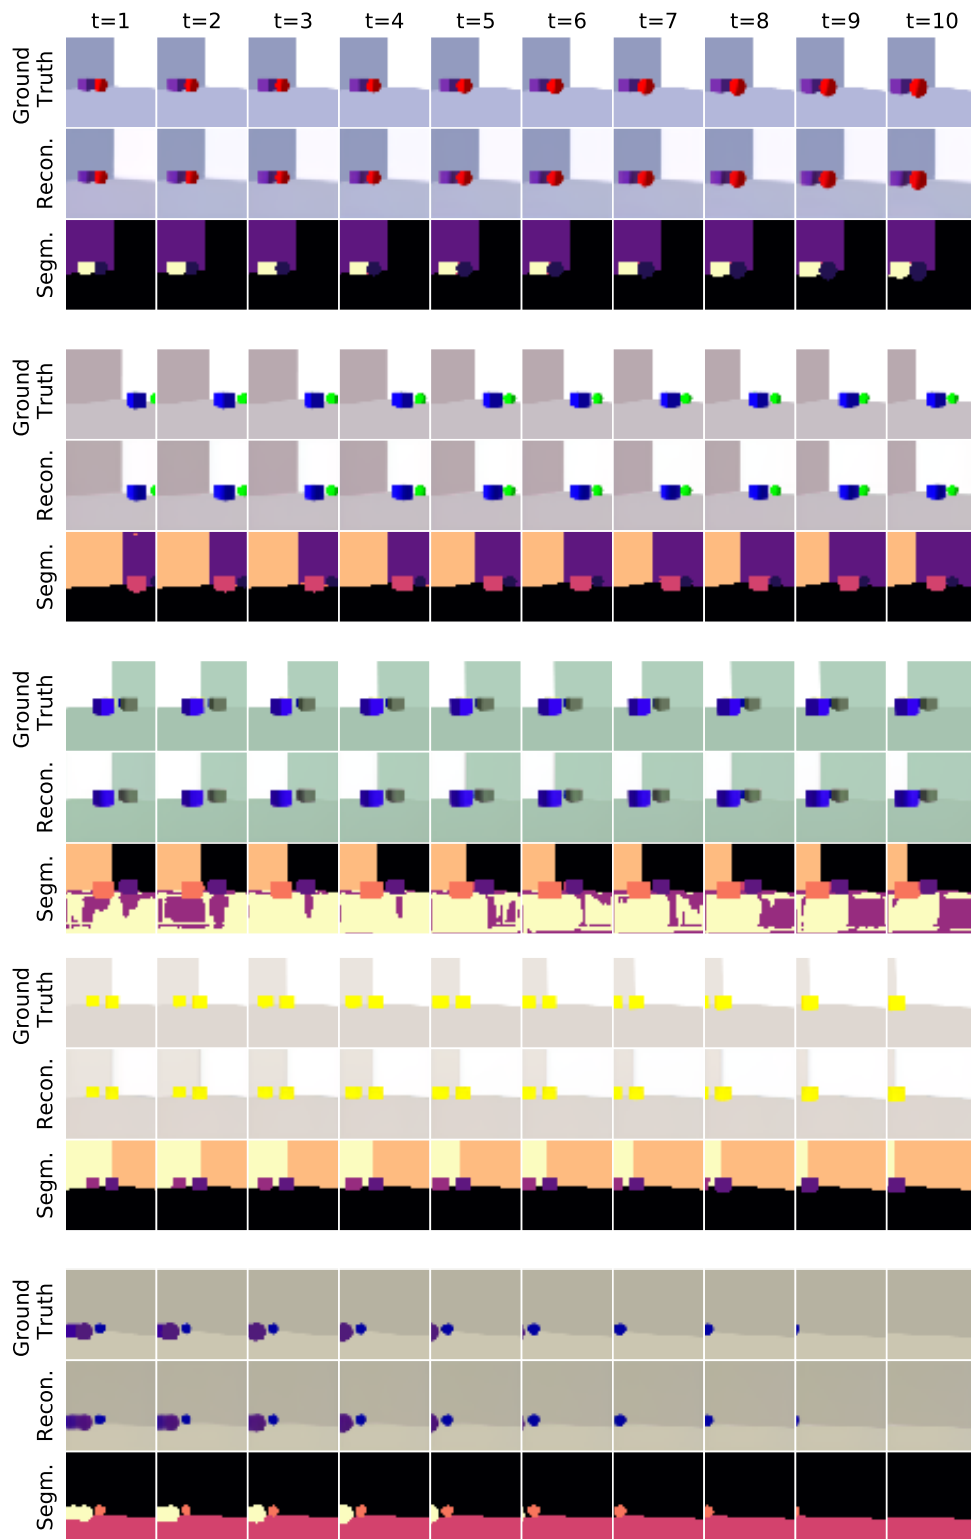 t=1 t=2 t=3 t=4 t=5 t=6 t=7 t=8 t=9 t=10
Ground
Truth
Recon.
Segm.
Ground
Truth
Recon.
Segm.
Ground
Truth
Recon.
Segm.
Ground
Truth
Recon.
Segm.
Ground
Truth
Recon.
Segm.